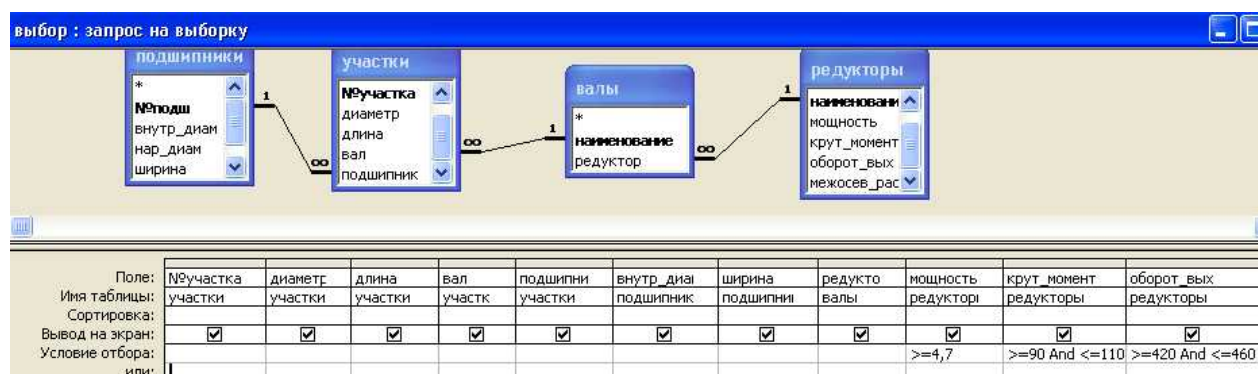 выбор : запрос на выборку
подшипники
*
№подш
внутр_диам
нар_диам
ширина
1
∞
участки
№участка
диаметр
длина
вал
подшипник
∞
1
валы
*
наименование
редуктор
∞
1
редукторы
наименовани
мощность
крут_момент
оборот_вых
межосев_рас
Поле: №участка диаметр длина вал подшипни внутр_диаг ширина редукто мощность крут_момент оборот_вых
Имя таблицы: участки участки участки участк участки подшипник подшипни валы редуктор редукторы редукторы
Сортировка:
Вывод на экран:
Условие отбора: >=4,7 >=90 And <=110 >=420 And <=460
или: